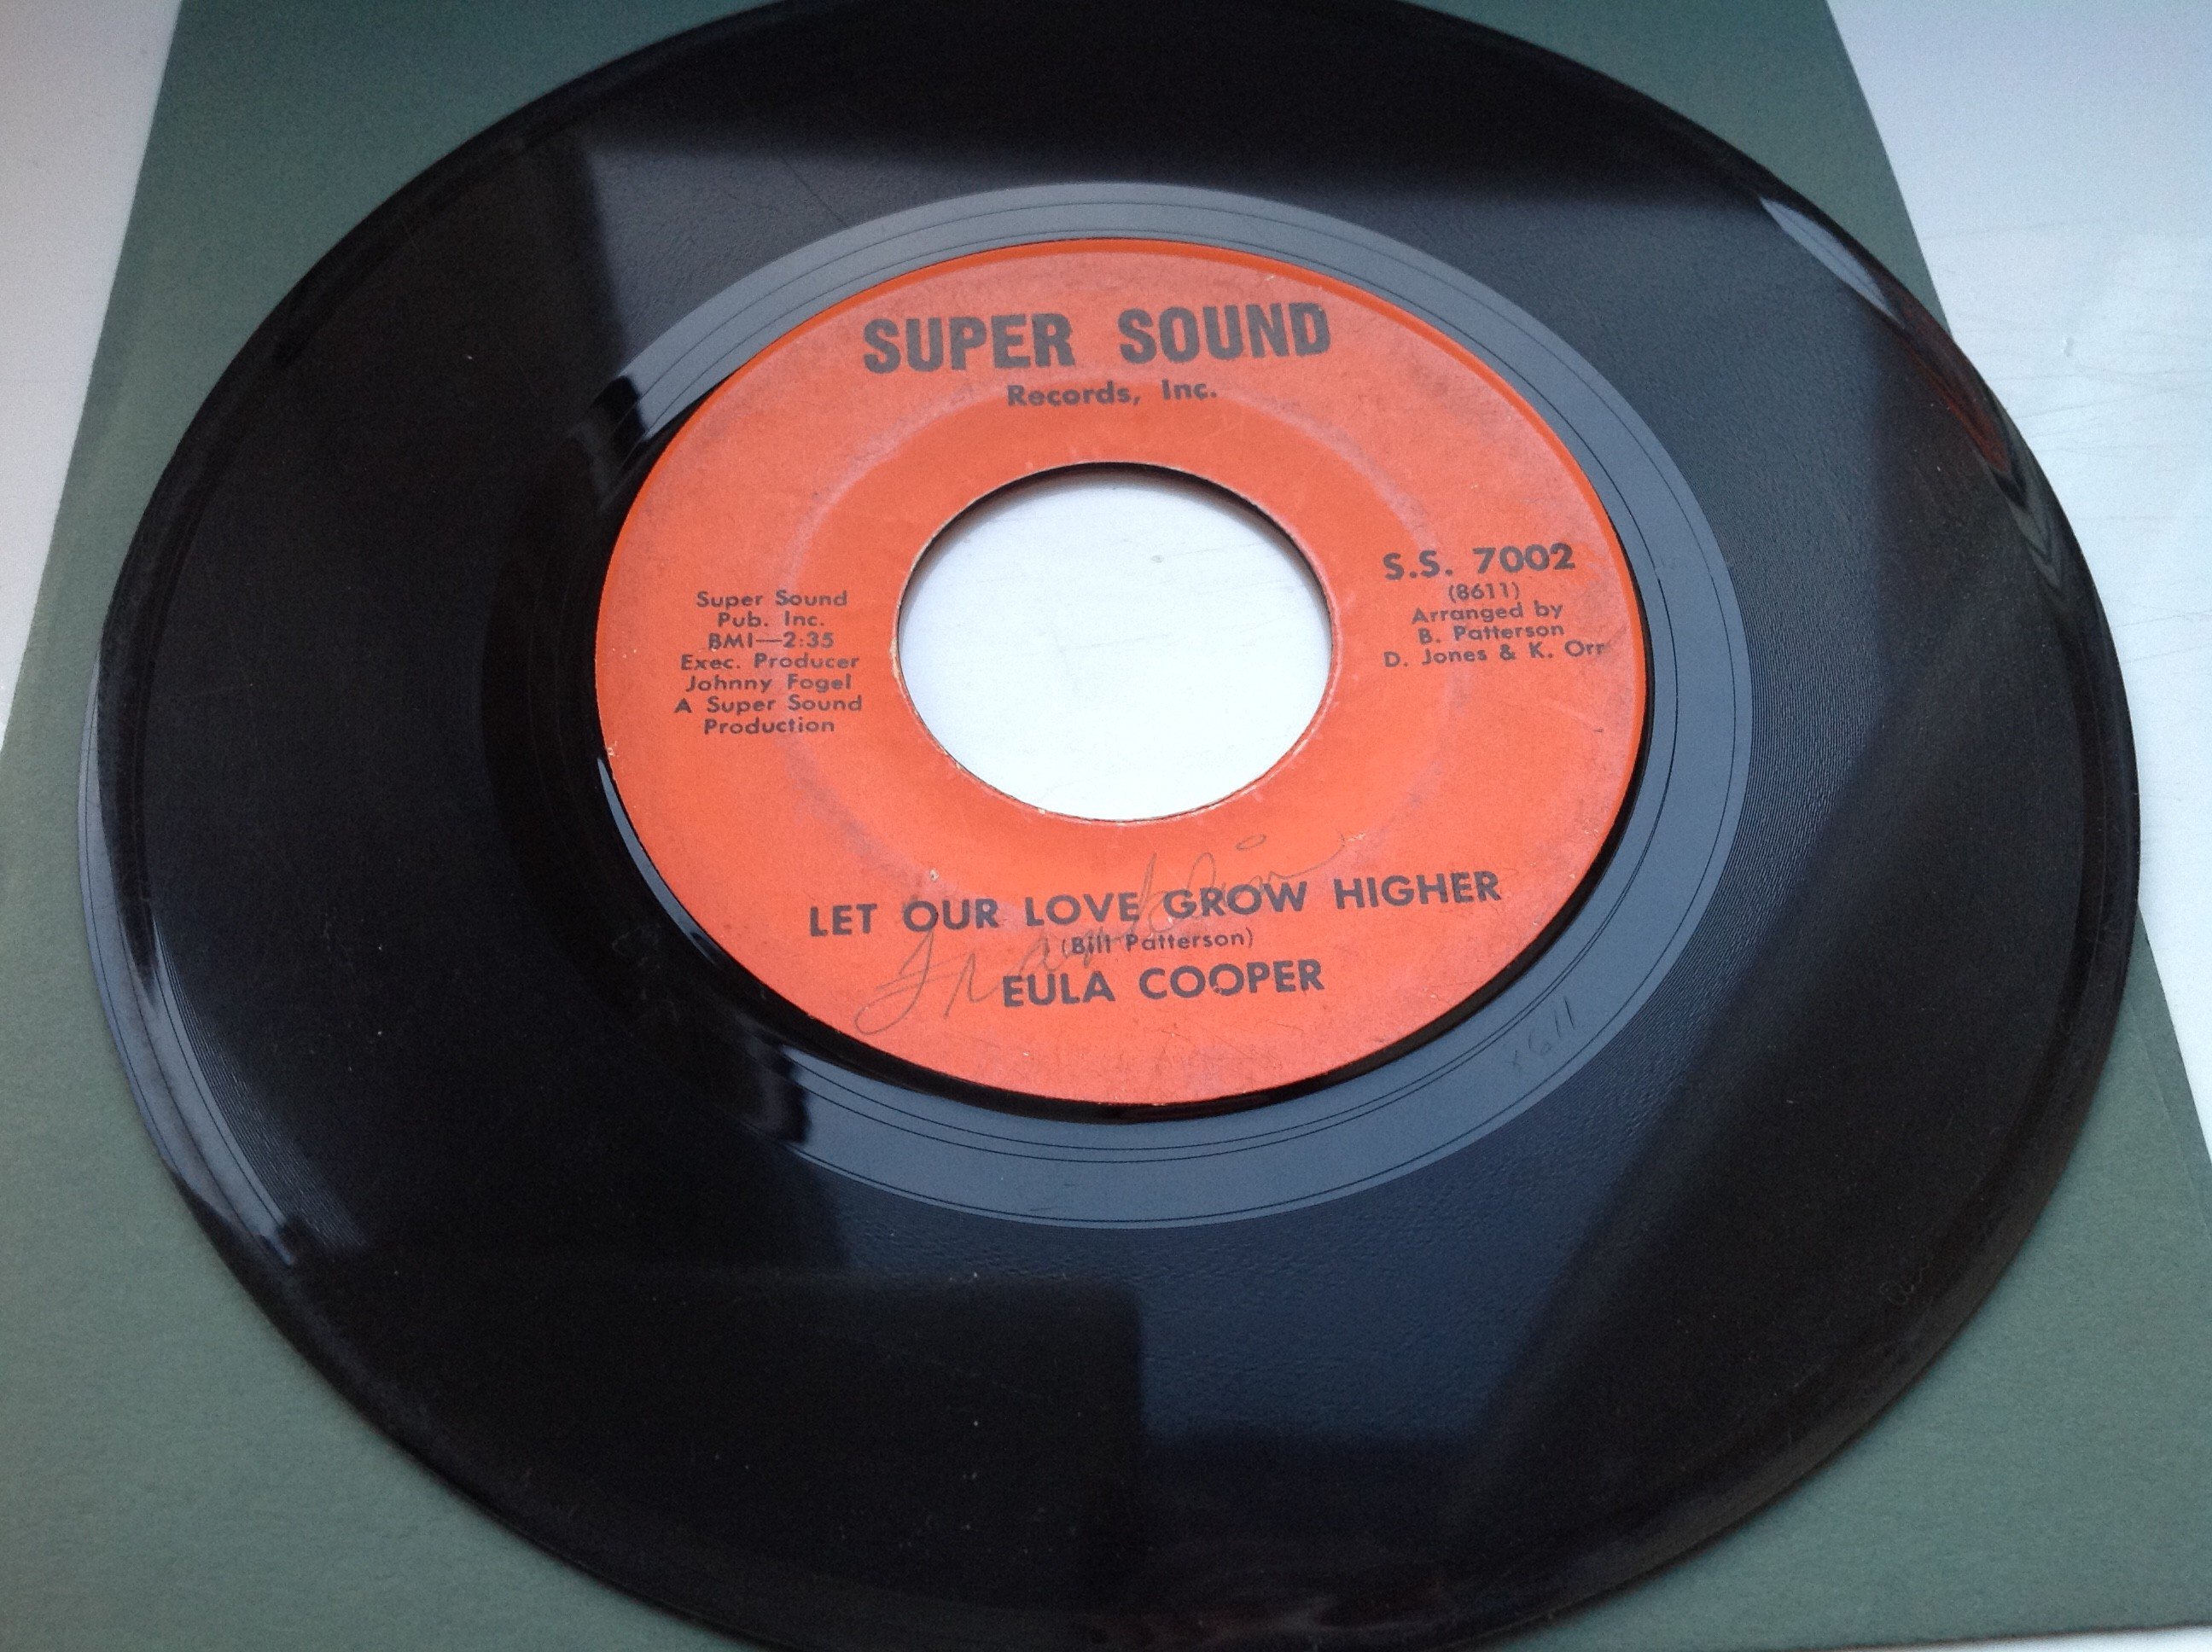 SUPER SOUND
Records, Inc.
Super Sound
Pub. Inc.
BMI—2:35
Exec. Producer
Johnny Fogel
A Super Sound
Production
S.S. 7002
(8611)
Arranged by
B. Patterson
D. Jones & K. Orr
LET OUR LOVE GROW HIGHER
(Bill Patterson)
EULA COOPER
Franklin